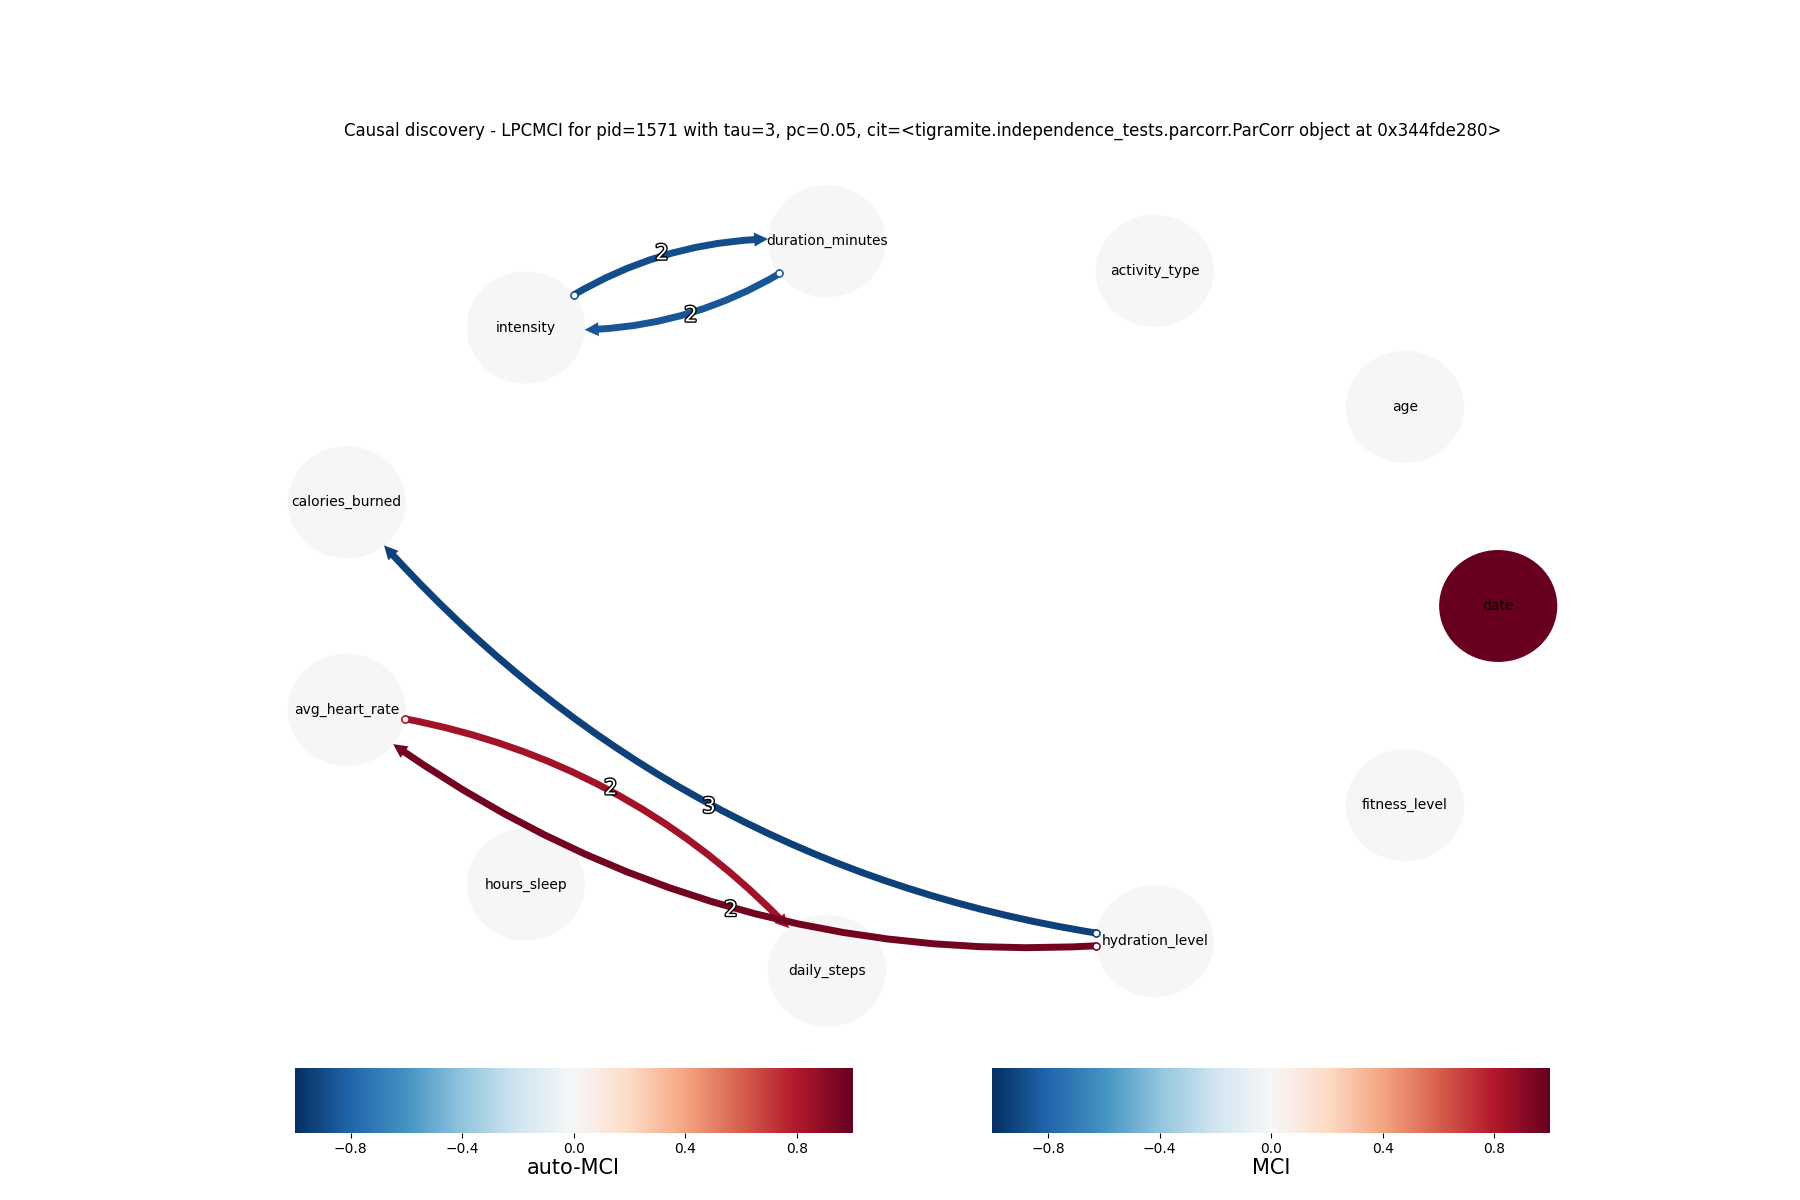 Causal discovery - LPCMCI for pid=1571 with tau=3, pc=0.05, cit=<tigramite.independence_tests.parcorr.ParCorr object at 0x344fde280>
duration_minutes
2
activity_type
2
intensity
age
calories_burned
date
avg_heart_rate
2
3
fitness_level
hours_sleep
2
hydration_level
daily_steps
−0.8 −0.4 0.0 0.4 0.8
auto-MCI
−0.8 −0.4 0.0 0.4 0.8
MCI